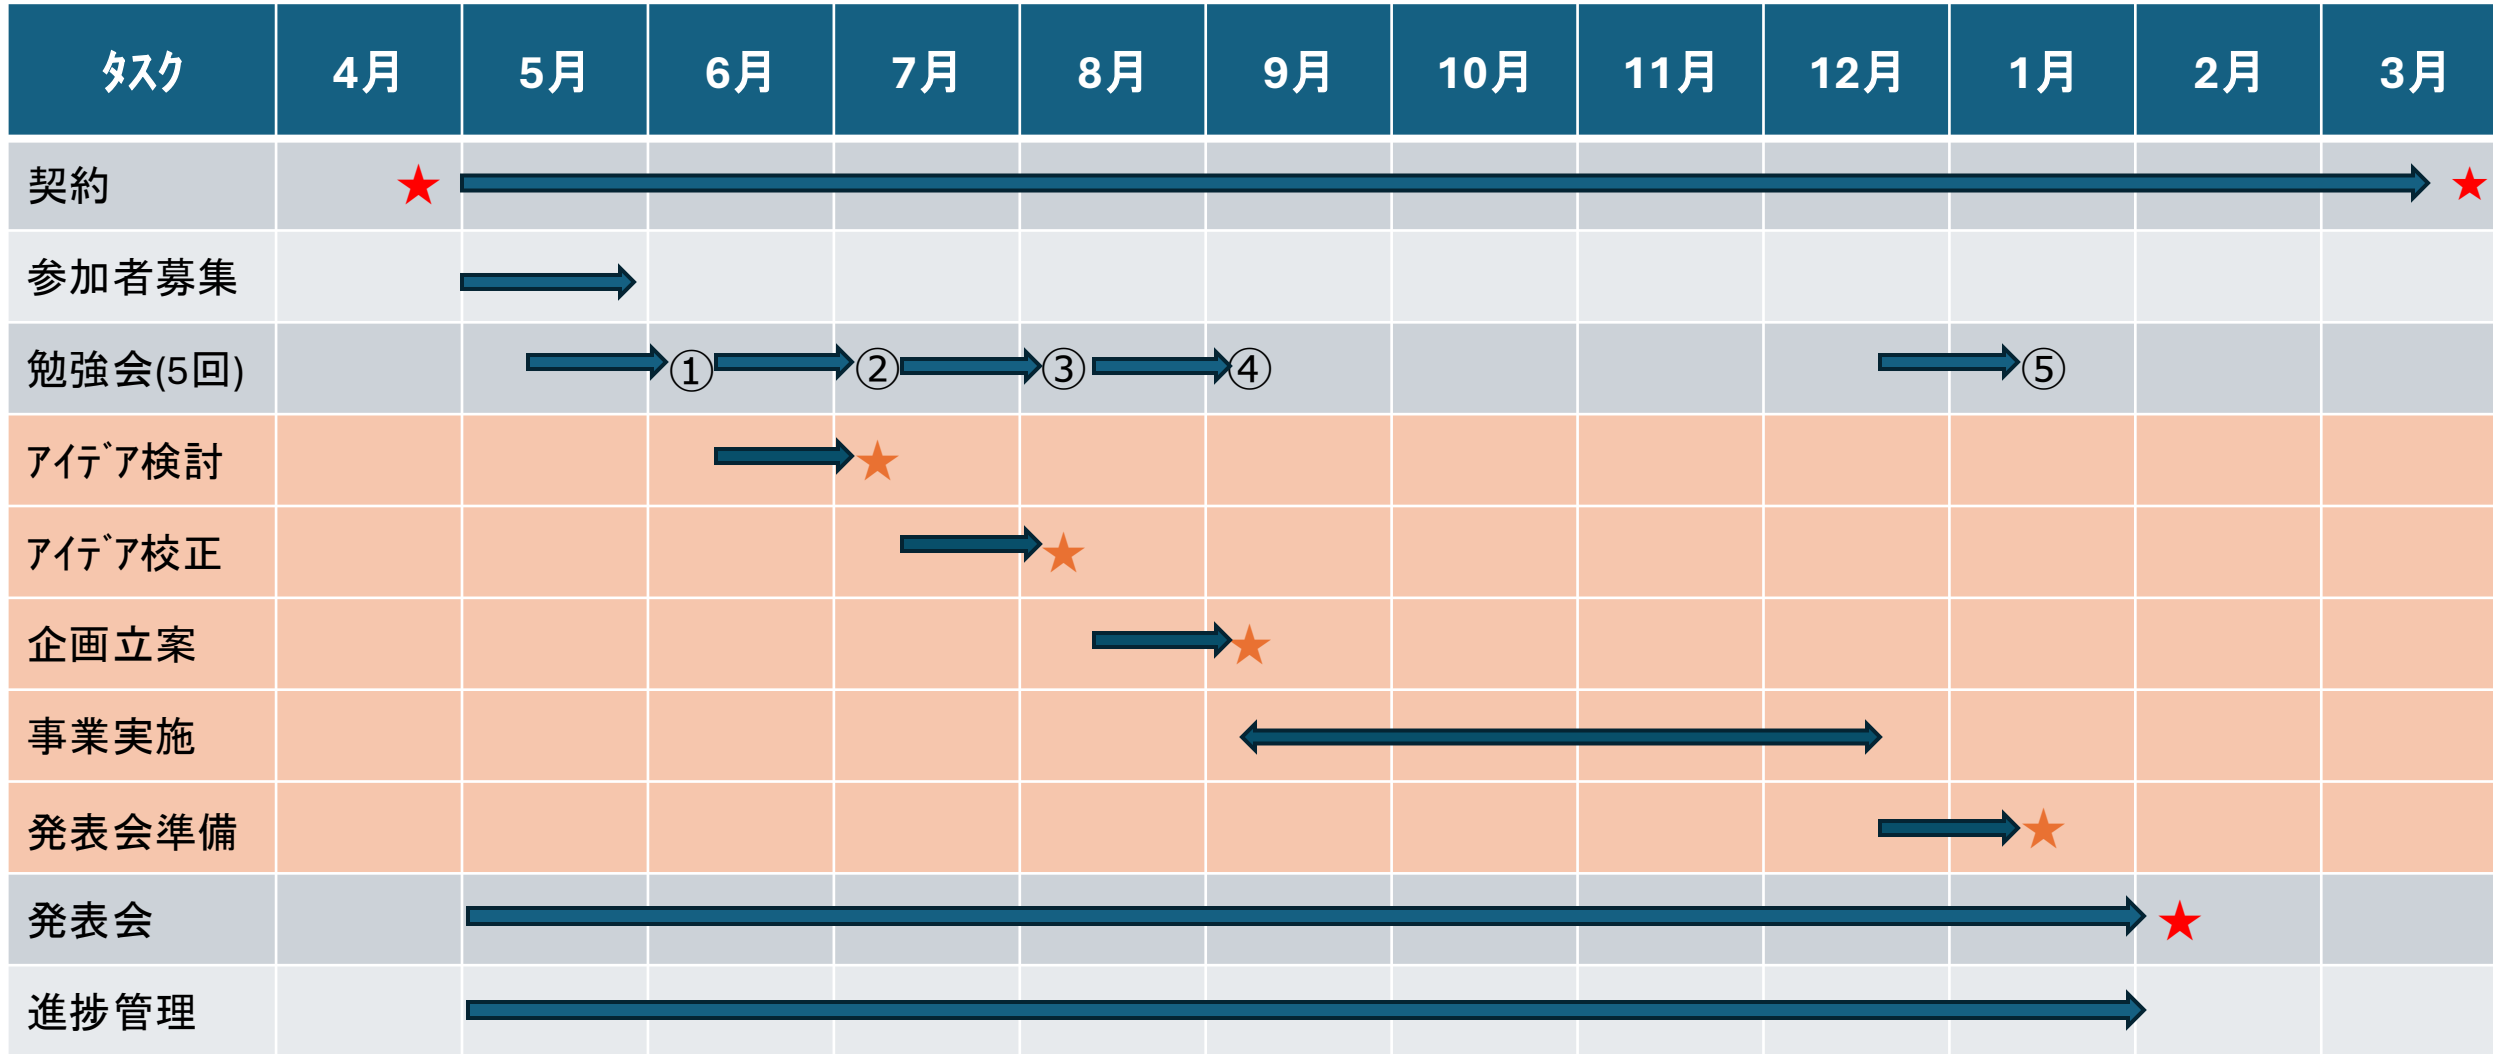 タスク 4月 5月 6月 7月 8月 9月 10月 11月 12月 1月 2月 3月
契約
参加者募集
勉強会(5回) ① ② ③ ④ ⑤
アイデア検討
アイデア校正
企画立案
事業実施
発表会準備
発表会
進捗管理